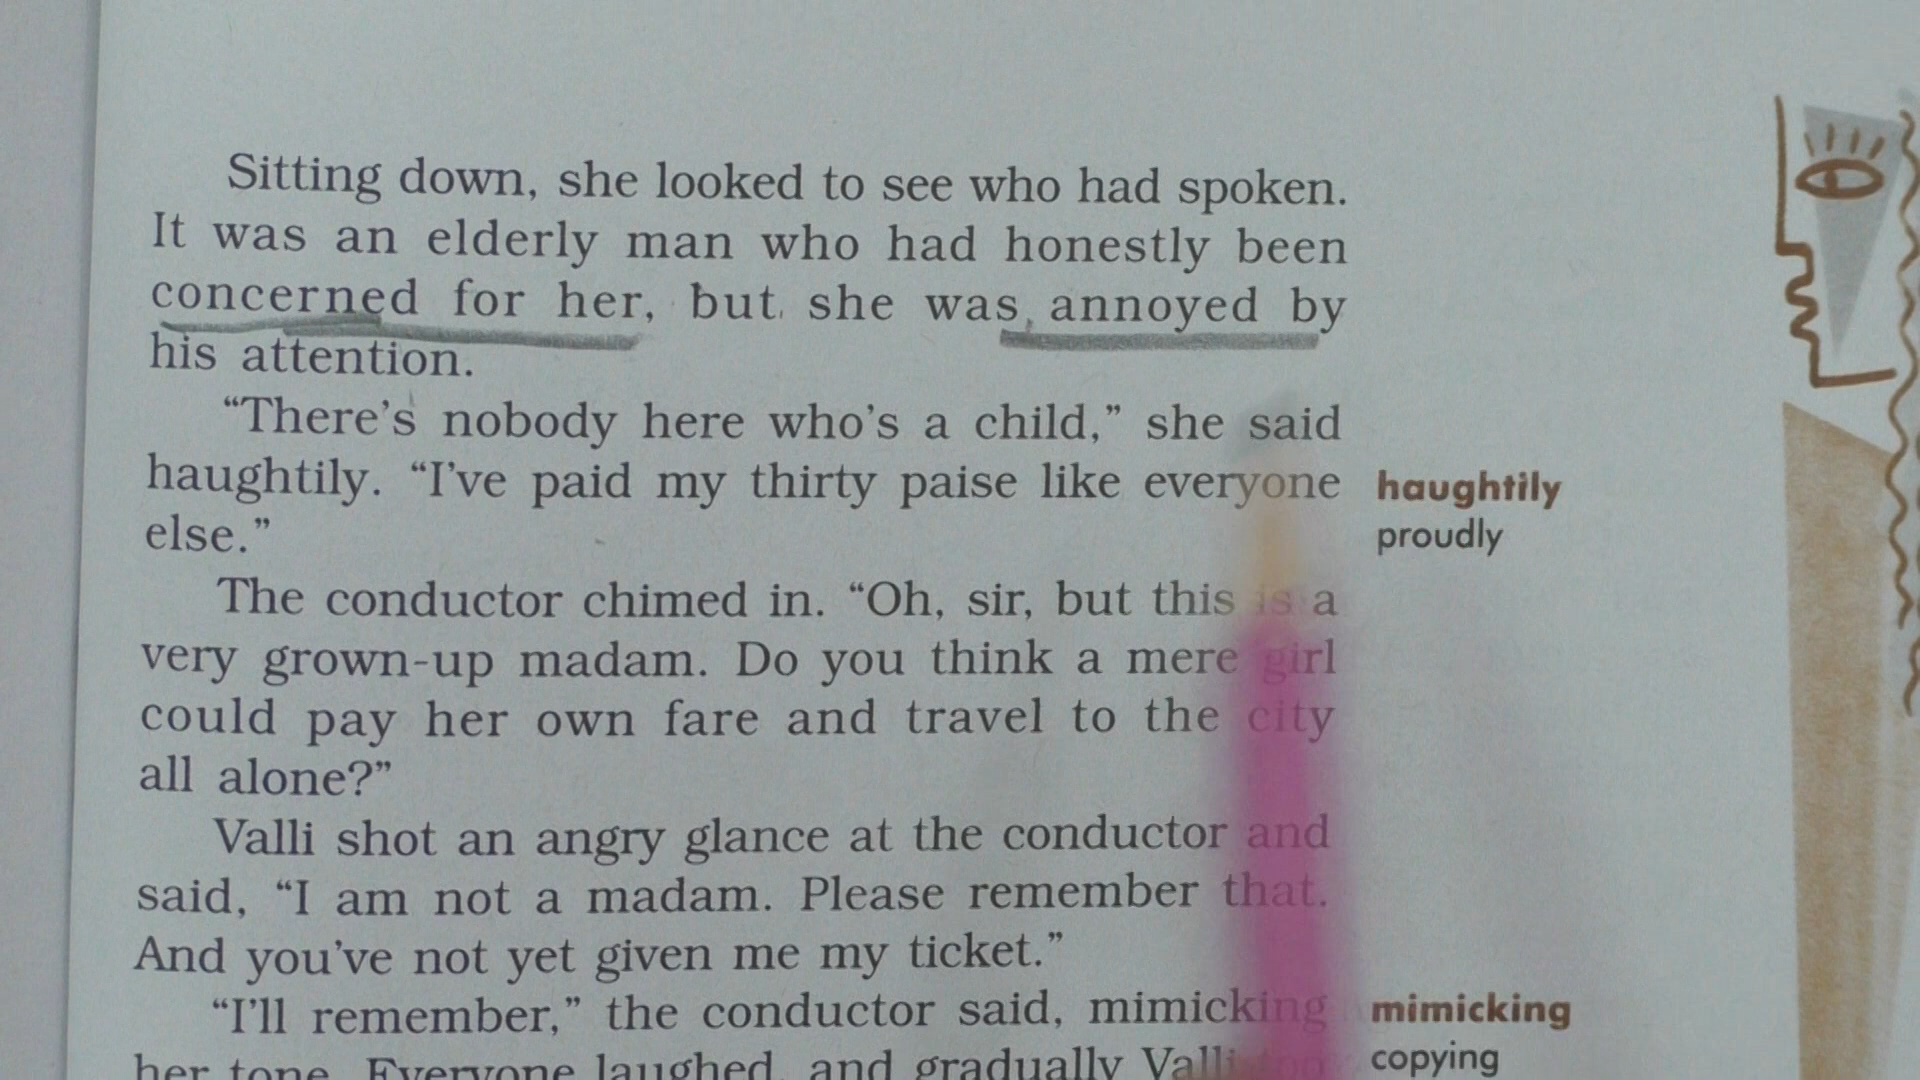 Sitting down, she looked to see who had spoken.
It was an elderly man who had honestly been
concerned for her, but she was annoyed by
his attention.
“There’s nobody here who’s a child,” she said
haughtily. “I’ve paid my thirty paise like everyone
else.”
haughtily
proudly
The conductor chimed in. “Oh, sir, but this is a
very grown-up madam. Do you think a mere girl
could pay her own fare and travel to the city
all alone?”
Valli shot an angry glance at the conductor and
said, “I am not a madam. Please remember that.
And you’ve not yet given me my ticket.”
“I’ll remember,” the conductor said, mimicking
her tone. Everyone laughed, and gradually Valli too
mimicking
copying